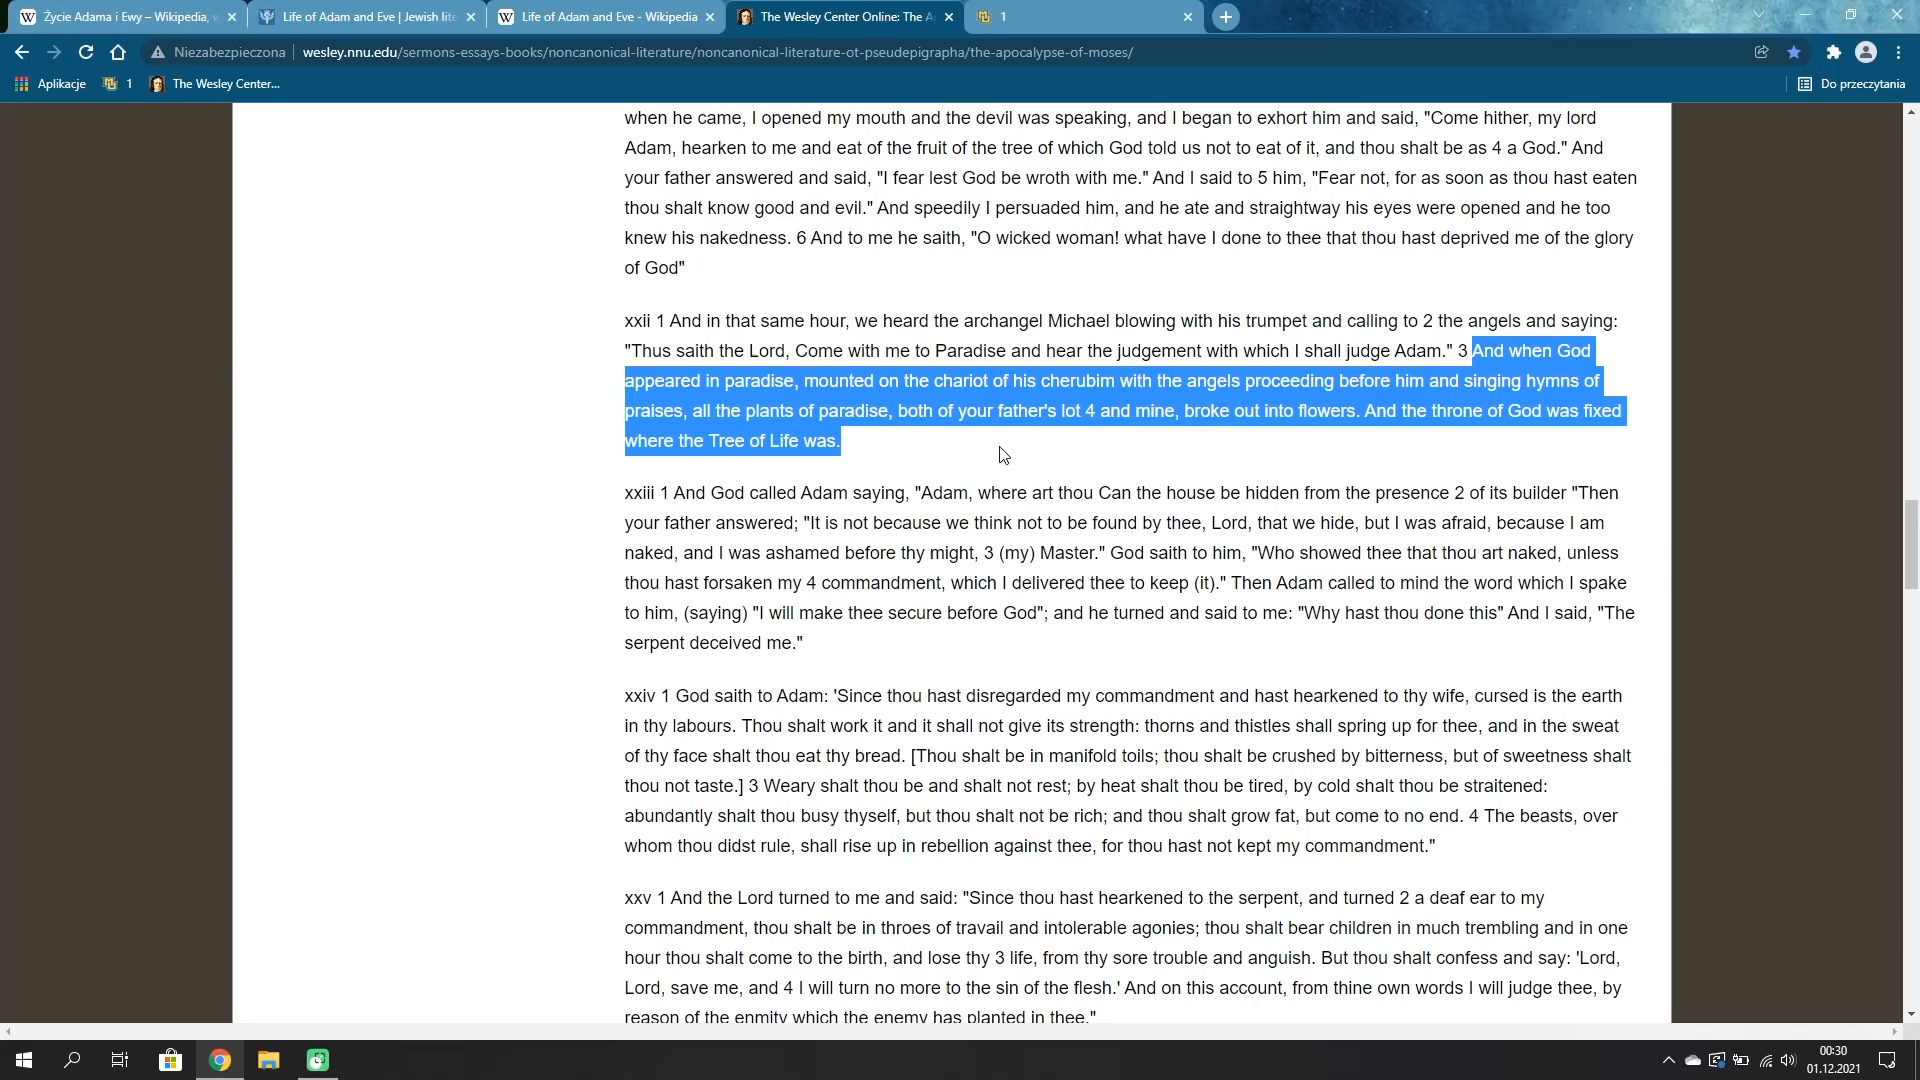 Życie Adama i Ewy – Wikipedia,
Life of Adam and Eve | Jewish lite
Life of Adam and Eve - Wikipedia
The Wesley Center Online: The A
1
Niezabezpieczona
wesley.nnu.edu/sermons-essays-books/noncanonical-literature/noncanonical-literature-ot-pseudepigrapha/the-apocalypse-of-moses/
Aplikacje
1
The Wesley Center...
Do przeczytania
when he came, I opened my mouth and the devil was speaking, and I began to exhort him and said, "Come hither, my lord
Adam, hearken to me and eat of the fruit of the tree of which God told us not to eat of it, and thou shalt be as 4 a God." And
your father answered and said, "I fear lest God be wroth with me." And I said to 5 him, "Fear not, for as soon as thou hast eaten
thou shalt know good and evil." And speedily I persuaded him, and he ate and straightway his eyes were opened and he too
knew his nakedness. 6 And to me he saith, "O wicked woman! what have I done to thee that thou hast deprived me of the glory
of God"
xxii 1 And in that same hour, we heard the archangel Michael blowing with his trumpet and calling to 2 the angels and saying:
"Thus saith the Lord, Come with me to Paradise and hear the judgement with which I shall judge Adam." 3 And when God
appeared in paradise, mounted on the chariot of his cherubim with the angels proceeding before him and singing hymns of
praises, all the plants of paradise, both of your father's lot 4 and mine, broke out into flowers. And the throne of God was fixed
where the Tree of Life was.
xxiii 1 And God called Adam saying, "Adam, where art thou Can the house be hidden from the presence 2 of its builder "Then
your father answered; "It is not because we think not to be found by thee, Lord, that we hide, but I was afraid, because I am
naked, and I was ashamed before thy might, 3 (my) Master." God saith to him, "Who showed thee that thou art naked, unless
thou hast forsaken my 4 commandment, which I delivered thee to keep (it)." Then Adam called to mind the word which I spake
to him, (saying) "I will make thee secure before God"; and he turned and said to me: "Why hast thou done this" And I said, "The
serpent deceived me."
xxiv 1 God saith to Adam: 'Since thou hast disregarded my commandment and hast hearkened to thy wife, cursed is the earth
in thy labours. Thou shalt work it and it shall not give its strength: thorns and thistles shall spring up for thee, and in the sweat
of thy face shalt thou eat thy bread. [Thou shalt be in manifold toils; thou shalt be crushed by bitterness, but of sweetness shalt
thou not taste.] 3 Weary shalt thou be and shalt not rest; by heat shalt thou be tired, by cold shalt thou be straitened:
abundantly shalt thou busy thyself, but thou shalt not be rich; and thou shalt grow fat, but come to no end. 4 The beasts, over
whom thou didst rule, shall rise up in rebellion against thee, for thou hast not kept my commandment."
xxv 1 And the Lord turned to me and said: "Since thou hast hearkened to the serpent, and turned 2 a deaf ear to my
commandment, thou shalt be in throes of travail and intolerable agonies; thou shalt bear children in much trembling and in one
hour thou shalt come to the birth, and lose thy 3 life, from thy sore trouble and anguish. But thou shalt confess and say: 'Lord,
Lord, save me, and 4 I will turn no more to the sin of the flesh.' And on this account, from thine own words I will judge thee, by
reason of the enmity which the enemy has planted in thee."
00:30
01.12.2021